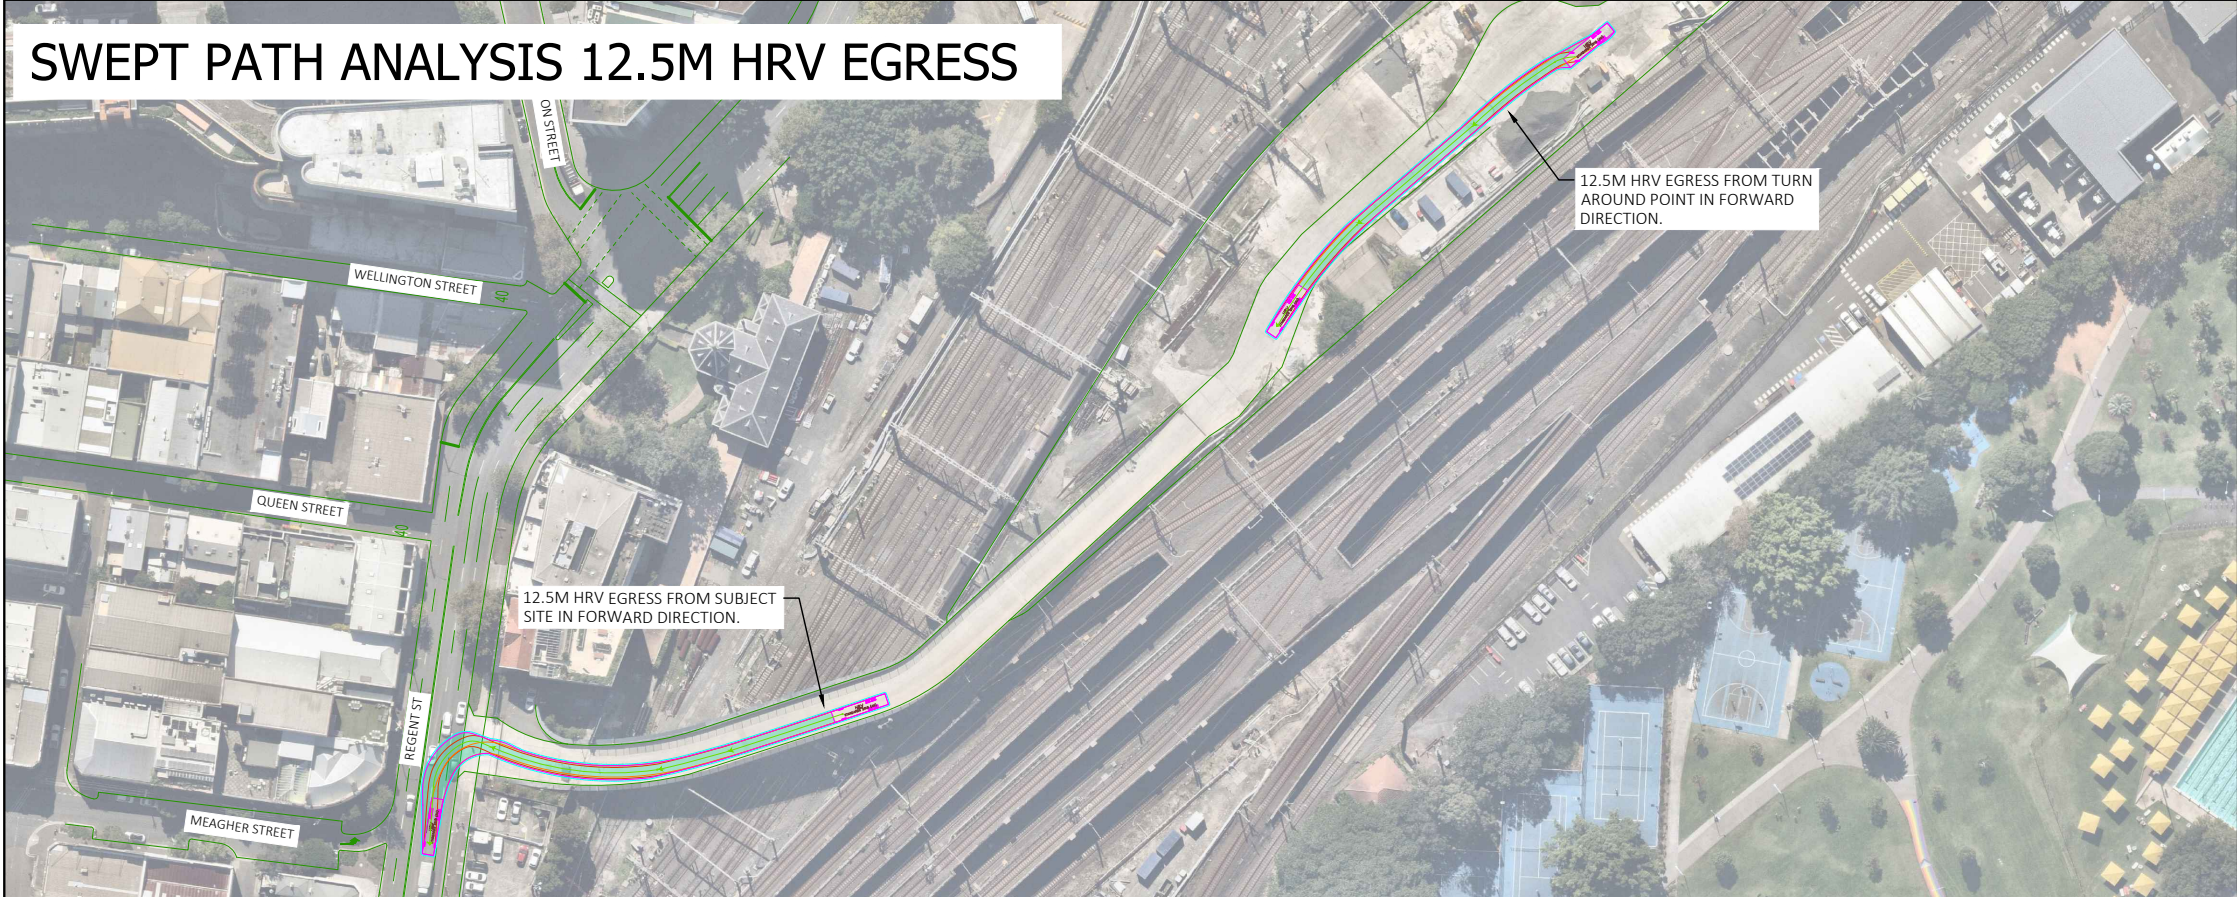 SWEPT PATH ANALYSIS 12.5M HRV EGRESS
ON STREET
12.5M HRV EGRESS FROM TURN
AROUND POINT IN FORWARD
DIRECTION.
WELLINGTON STREET
40
QUEEN STREET
40
12.5M HRV EGRESS FROM SUBJECT
SITE IN FORWARD DIRECTION.
REGENT ST
MEAGHER STREET